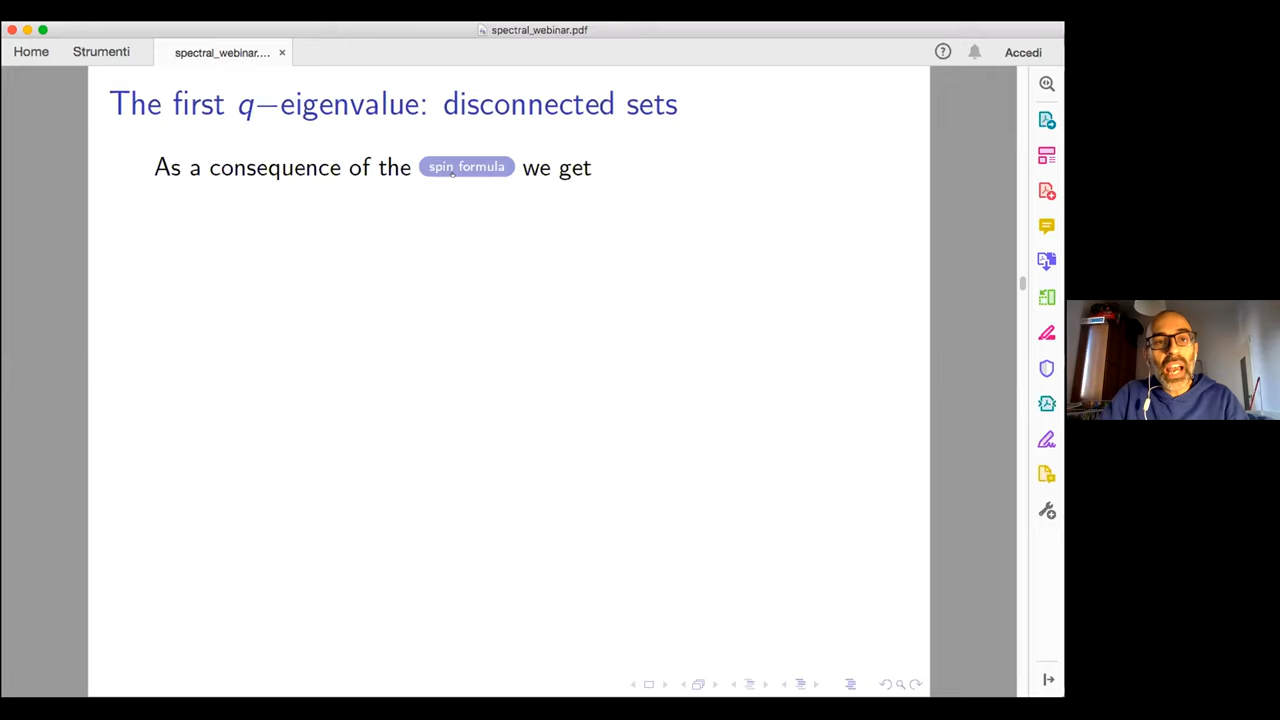 spectral_webinar.pdf
Home Strumenti spectral_webinar.... × Accedi
The first q−eigenvalue: disconnected sets
As a consequence of the spin formula we get